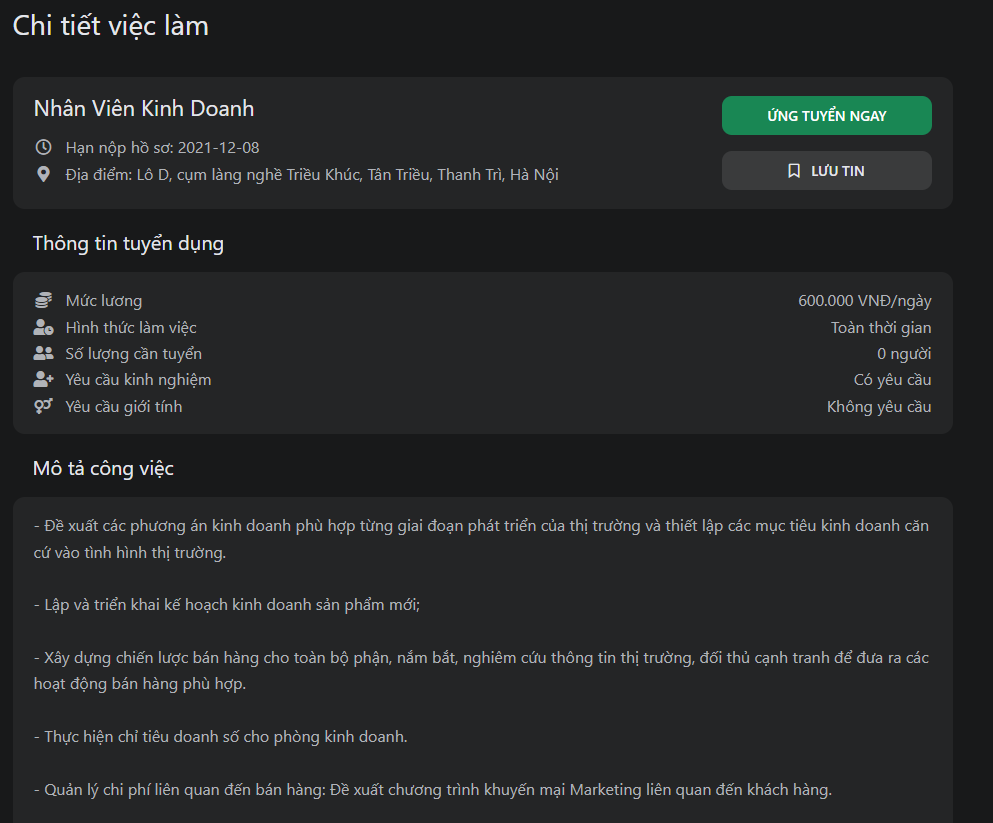 Chi tiết việc làm
Nhân Viên Kinh Doanh
Hạn nộp hồ sơ: 2021-12-08
Địa điểm: Lô D, cụm làng nghề Triều Khúc, Tân Triều, Thanh Trì, Hà Nội
ỨNG TUYỂN NGAY
LƯU TIN
Thông tin tuyển dụng
Mức lương 600.000 VNĐ/ngày
Hình thức làm việc Toàn thời gian
Số lượng cần tuyển 0 người
Yêu cầu kinh nghiệm Có yêu cầu
Yêu cầu giới tính Không yêu cầu
Mô tả công việc
- Đề xuất các phương án kinh doanh phù hợp từng giai đoạn phát triển của thị trường và thiết lập các mục tiêu kinh doanh căn
cứ vào tình hình thị trường.
- Lập và triển khai kế hoạch kinh doanh sản phẩm mới;
- Xây dựng chiến lược bán hàng cho toàn bộ phận, nắm bắt, nghiêm cứu thông tin thị trường, đối thủ cạnh tranh để đưa ra các
hoạt động bán hàng phù hợp.
- Thực hiện chỉ tiêu doanh số cho phòng kinh doanh.
- Quản lý chi phí liên quan đến bán hàng: Đề xuất chương trình khuyến mại Marketing liên quan đến khách hàng.